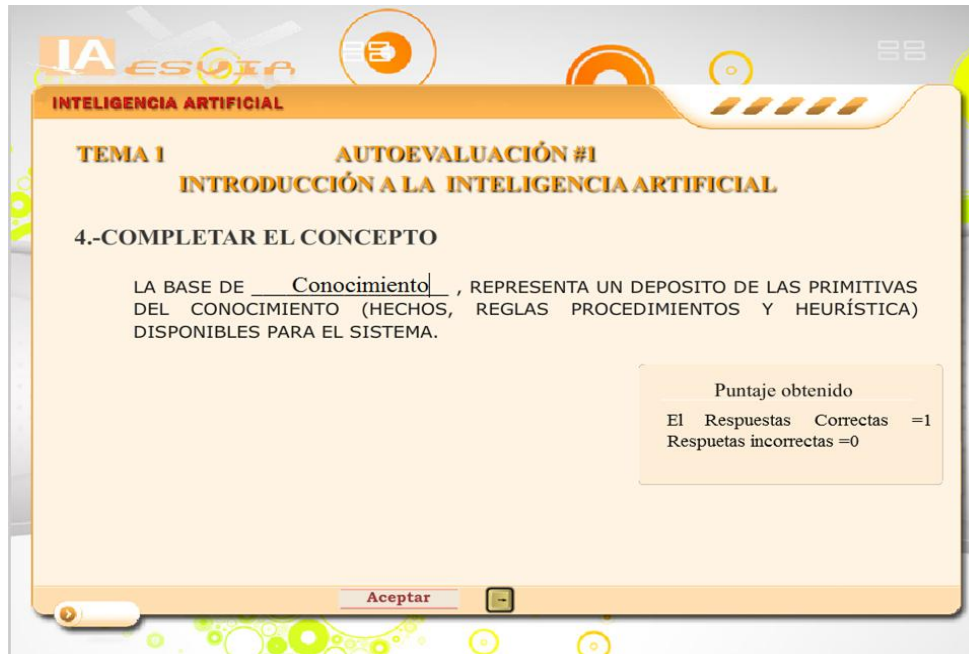 IA ESUIA
INTELIGENCIA ARTIFICIAL
TEMA 1 AUTOEVALUACIÓN #1
INTRODUCCIÓN A LA INTELIGENCIA ARTIFICIAL
4.-COMPLETAR EL CONCEPTO
LA BASE DE ___Conocimiento___ , REPRESENTA UN DEPOSITO DE LAS PRIMITIVAS
DEL CONOCIMIENTO (HECHOS, REGLAS PROCEDIMIENTOS Y HEURÍSTICA)
DISPONIBLES PARA EL SISTEMA.
Puntaje obtenido
El Respuestas Correctas =1
Respuetas incorrectas =0
Aceptar